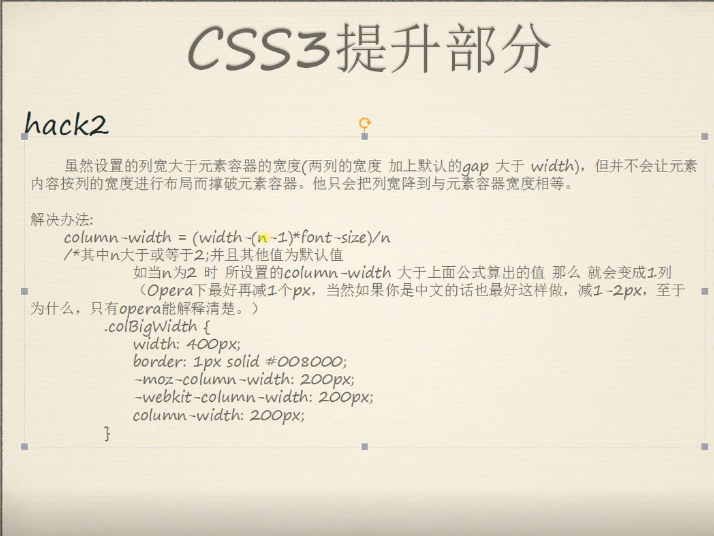 CSS3提升部分
hack2
虽然设置的列宽大于元素容器的宽度(两列的宽度 加上默认的gap 大于 width)，但并不会让元素
内容按列的宽度进行布局而撑破元素容器。他只会把列宽降到与元素容器宽度相等。
解决办法:
column-width = (width-(n-1)*font-size)/n
/*其中n大于或等于2;并且其他值为默认值
如当n为2 时 所设置的column-width 大于上面公式算出的值 那么 就会变成1列
（Opera下最好再减1个px，当然如果你是中文的话也最好这样做，减1-2px，至于
为什么，只有opera能解释清楚。）
.colBigWidth {
width: 400px;
border: 1px solid #008000;
-moz-column-width: 200px;
-webkit-column-width: 200px;
column-width: 200px;
}